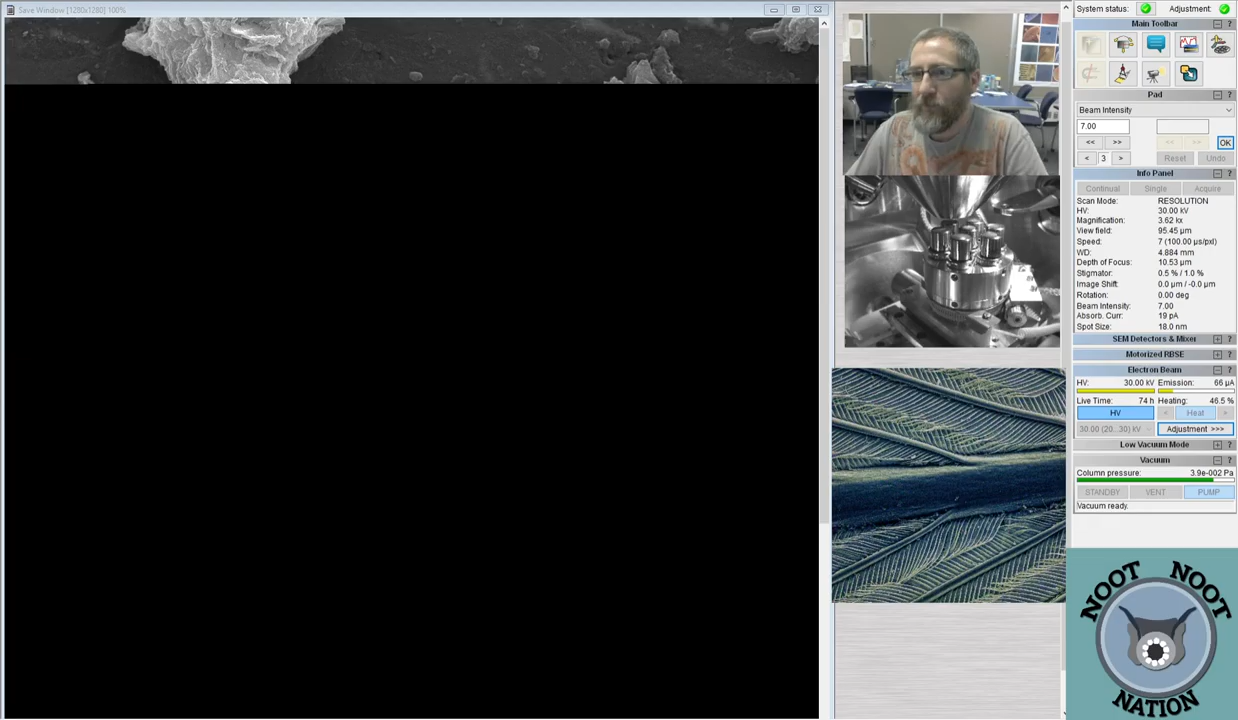 Save Window [1280x1280] 100%
System status:
Adjustment:
Main Toolbar
?
Pad
?
Beam Intensity
7.00
<< >>
<< >>
OK
< 3 >
Reset
Undo
Info Panel
?
Continual
Single
Acquire
Scan Mode: RESOLUTION
HV: 30.00 kV
Magnification: 3.62 kx
View field: 95.45 µm
Speed: 7 (100.00 µs/pxl)
WD: 4.884 mm
Depth of Focus: 10.53 µm
Stigmator: 0.5 % / 1.0 %
Image Shift: 0.0 µm / -0.0 µm
Rotation: 0.00 deg
Beam Intensity: 7.00
Absorb. Curr: 19 pA
Spot Size: 18.0 nm
SEM Detectors & Mixer
?
Motorized RBSE
?
Electron Beam
?
HV: 30.00 kV Emission: 66 µA
Live Time: 74 h Heating: 46.5 %
HV
< Heat >
30.00 (20...30) kV
Adjustment >>>
Low Vacuum Mode
?
Vacuum
?
Column pressure: 3.9e-002 Pa
STANDBY
VENT
PUMP
Vacuum ready.
NOOT NOOT
NATION